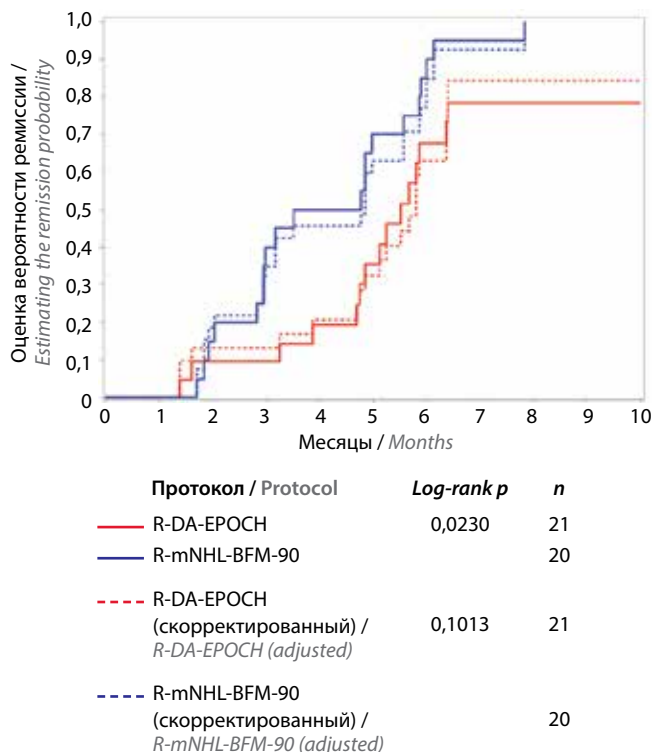 Оценка вероятности ремиссии /
Estimating the remission probability
1,0
0,9
0,8
0,7
0,6
0,5
0,4
0,3
0,2
0,1
0
0 1 2 3 4 5 6 7 8 9 10
Месяцы / Months
Протокол / Protocol Log-rank p n
R-DA-EPOCH 0,0230 21
R-mNHL-BFM-90 20
R-DA-EPOCH
(скорректированный) / 0,1013 21
R-DA-EPOCH (adjusted)
R-mNHL-BFM-90
(скорректированный) / 20
R-mNHL-BFM-90 (adjusted)